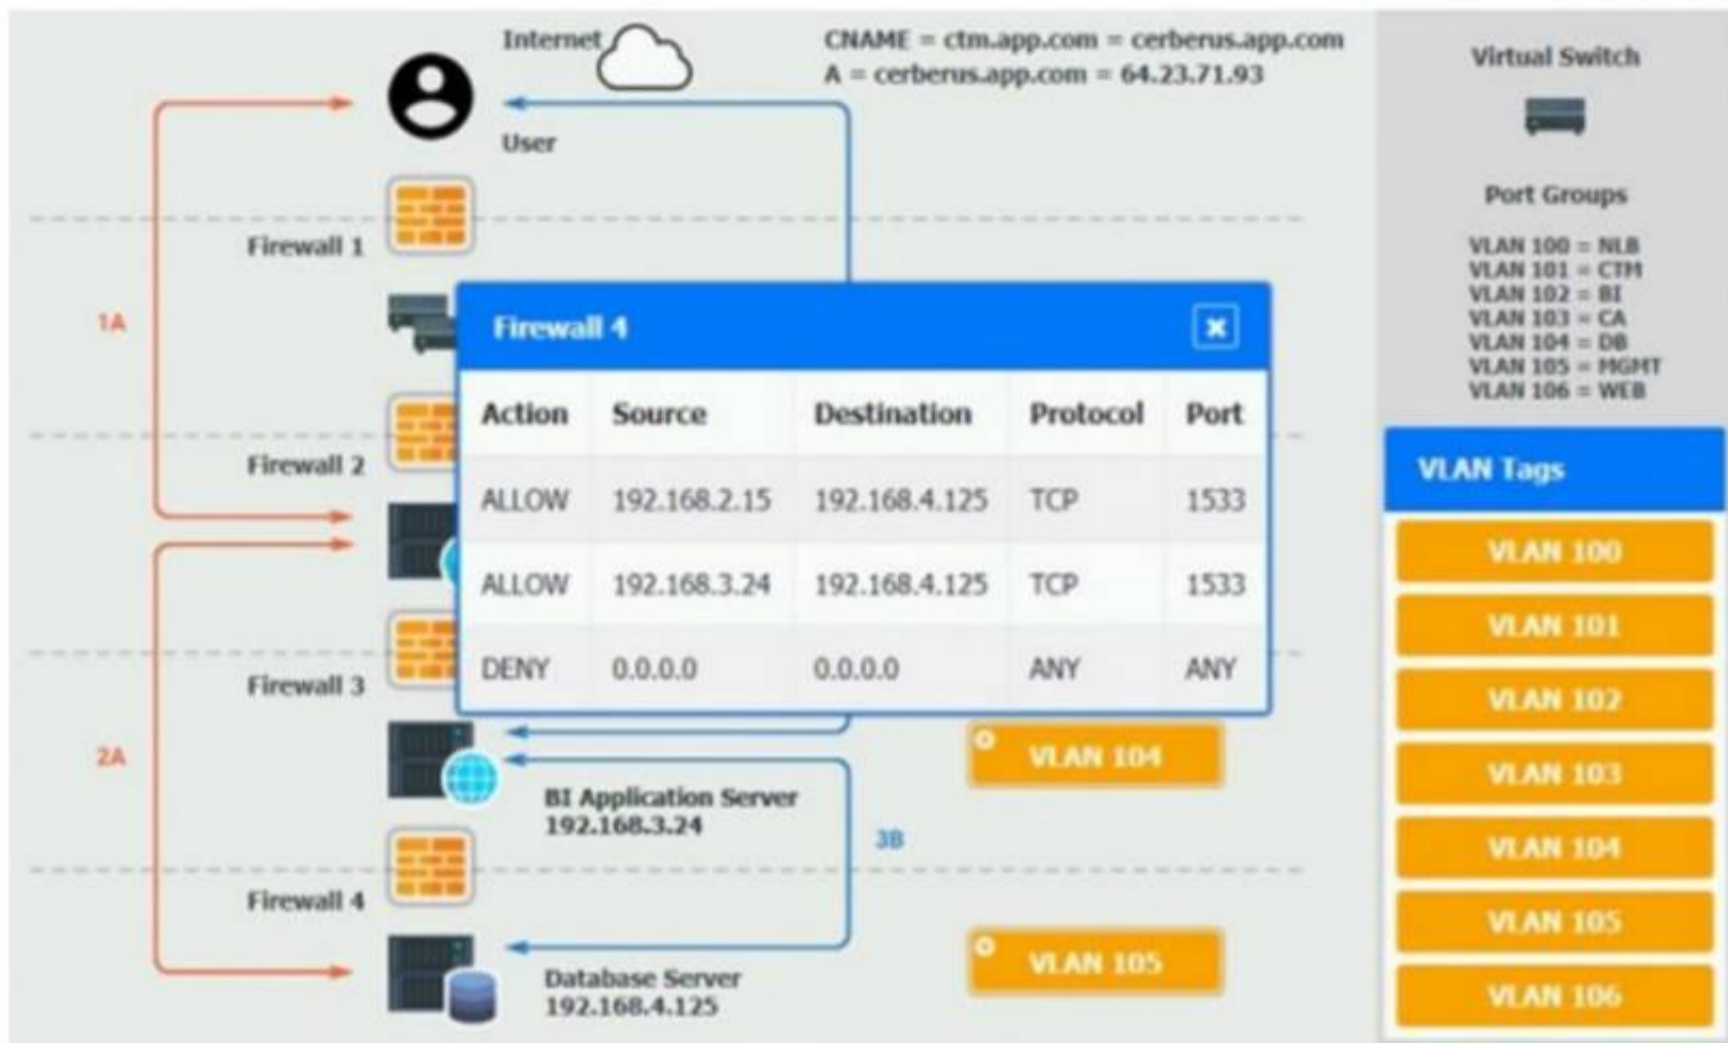 Internet
CNAME = ctm.app.com = cerberus.app.com
A = cerberus.app.com = 64.23.71.93
User
Firewall 1
1A
Firewall 2
Firewall 3
2A
Firewall 4
Action Source Destination Protocol Port
ALLOW 192.168.2.15 192.168.4.125 TCP 1533
ALLOW 192.168.3.24 192.168.4.125 TCP 1533
DENY 0.0.0.0 0.0.0.0 ANY ANY
VLAN 104
BI Application Server
192.168.3.24
3B
Firewall 4
VLAN 105
Database Server
192.168.4.125
Virtual Switch
Port Groups
VLAN 100 = NLB
VLAN 101 = CTM
VLAN 102 = BI
VLAN 103 = CA
VLAN 104 = DB
VLAN 105 = MGMT
VLAN 106 = WEB
VLAN Tags
VLAN 100
VLAN 101
VLAN 102
VLAN 103
VLAN 104
VLAN 105
VLAN 106